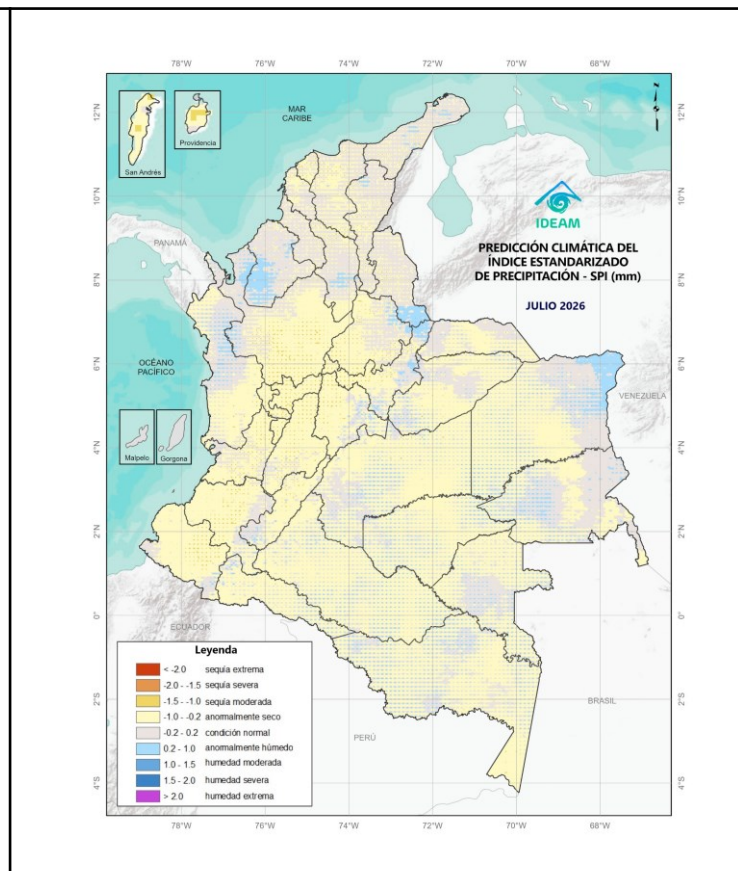 78°W 76°W 74°W 72°W 70°W 68°W
12°N 12°N
MAR
CARIBE
San Andrés
Providencia
10°N 10°N
IDEAM
PANAMÁ
PREDICCIÓN CLIMÁTICA DEL
ÍNDICE ESTANDARIZADO
DE PRECIPITACIÓN - SPI (mm)
8°N 8°N
JULIO 2026
OCÉANO
PACÍFICO
6°N 6°N
VENEZUELA
Malpelo
Gorgona
4°N 4°N
2°N 2°N
0° 0°
ECUADOR
Leyenda
< -2.0 sequía extrema
-2.0 - -1.5 sequía severa
-1.5 - -1.0 sequía moderada
-1.0 - -0.2 anormalmente seco
-0.2 - 0.2 condición normal
0.2 - 1.0 anormalmente húmedo
1.0 - 1.5 humedad moderada
1.5 - 2.0 humedad severa
> 2.0 humedad extrema
2°S 2°S
BRASIL
PERÚ
4°S 4°S
78°W 76°W 74°W 72°W 70°W 68°W